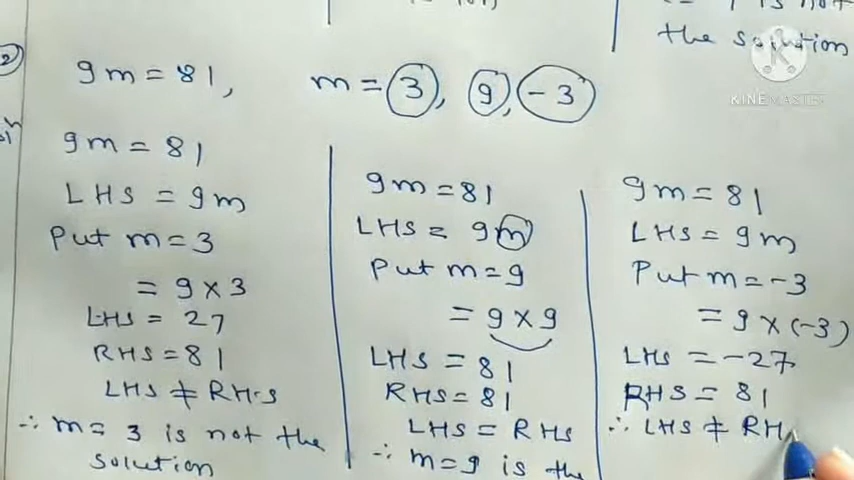 the solution
KINEMASTER
2
9m = 81, m = 3, 9, -3
9m = 81
LHS = 9m
Put m = 3
= 9 × 3
LHS = 27
RHS = 81
LHS ≠ RHS
∴ m = 3 is not the
solution
9m = 81
LHS = 9m
Put m = 9
= 9 × 9
LHS = 81
RHS = 81
LHS = RHS
∴ m = 9 is the
9m = 81
LHS = 9m
Put m = -3
= 9 × (-3)
LHS = -27
RHS = 81
∴ LHS ≠ RH